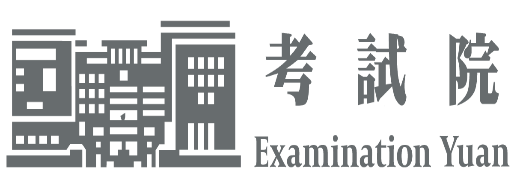 考試院
Examination Yuan